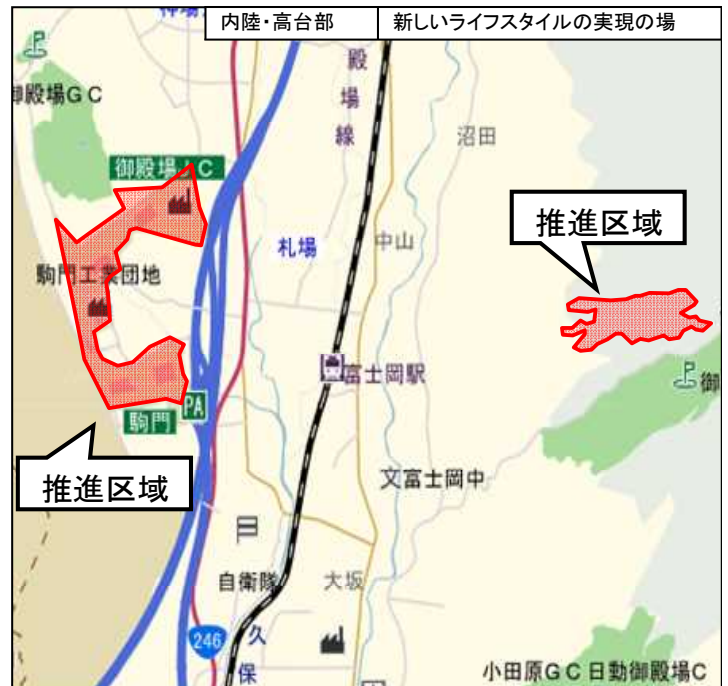 内陸・高台部
新しいライフスタイルの実現の場
御殿場GC
殿場線
沼田
御殿場JC
推進区域
札場
中山
駒門工業団地
富士岡駅
御
PA
駒門
推進区域
文富士岡中
自衛隊
大坂
246
久保
小田原GC日動御殿場C